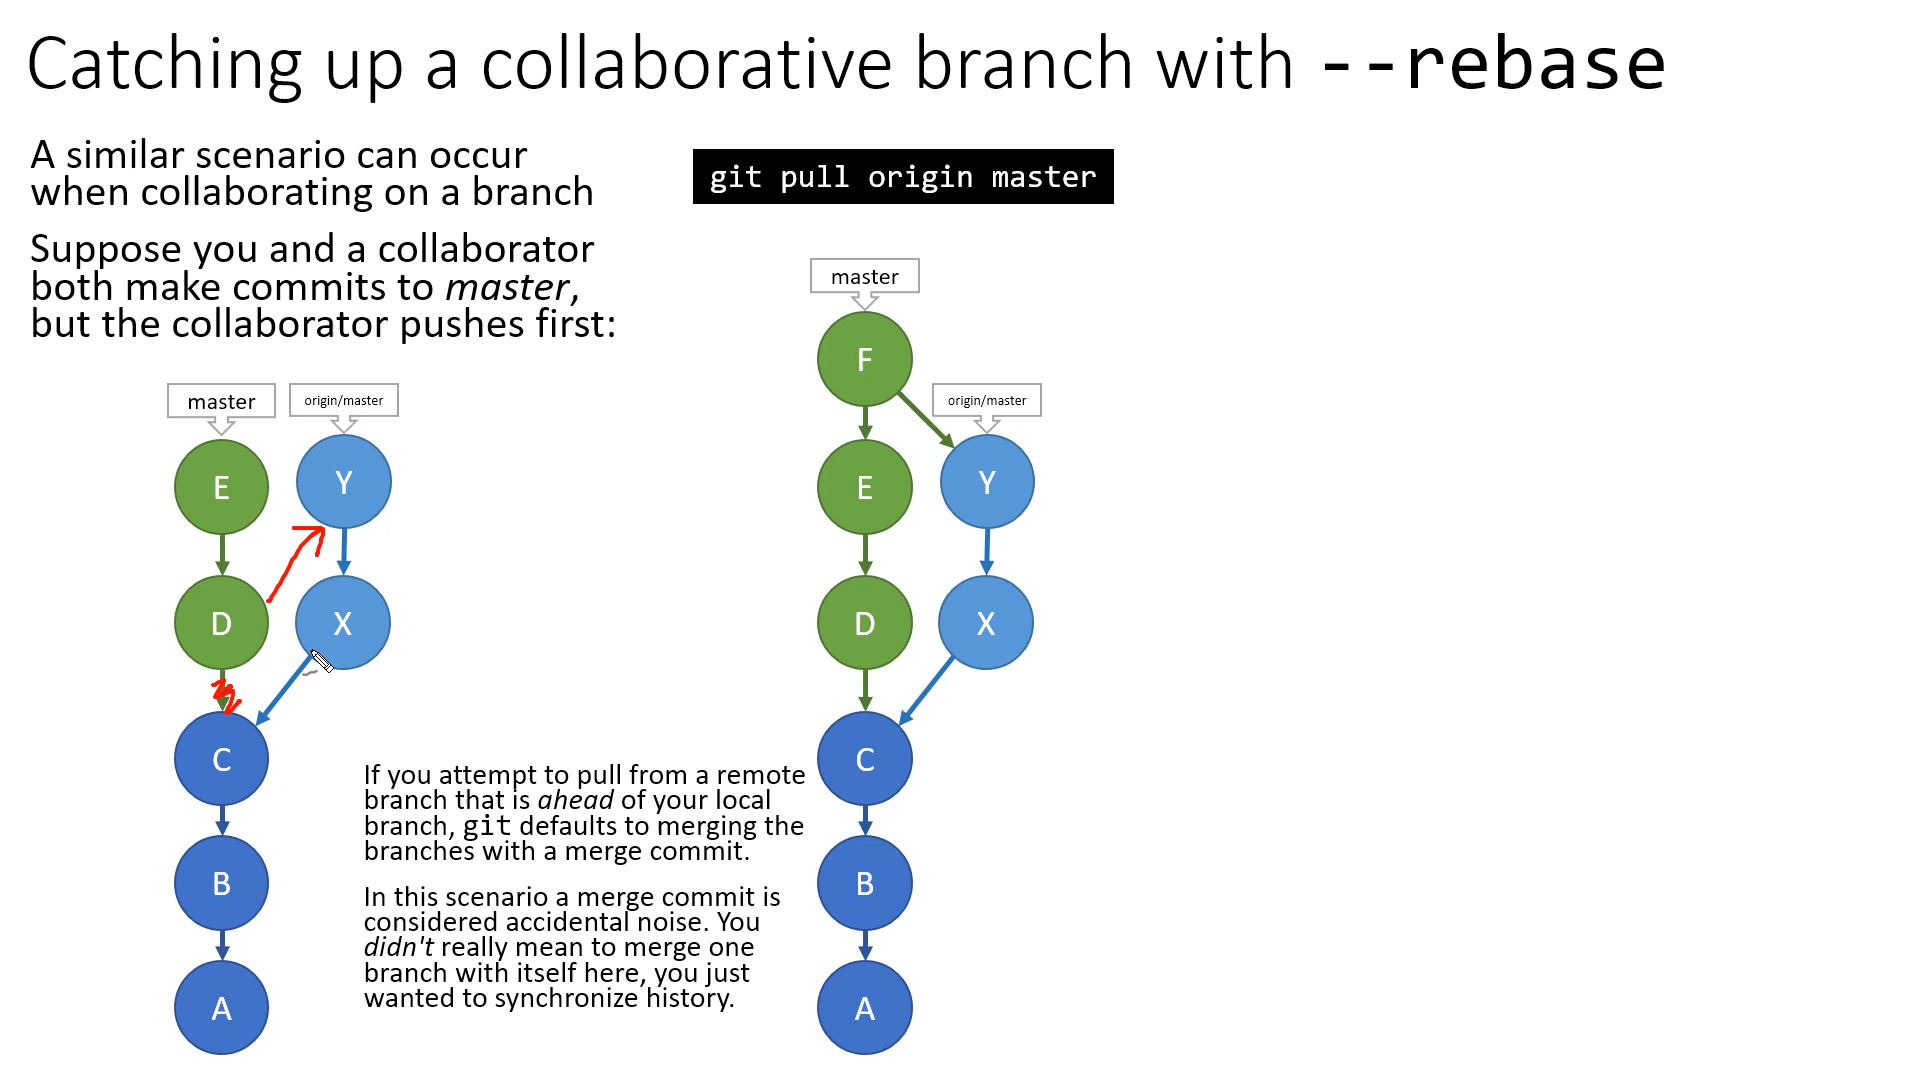 Catching up a collaborative branch with --rebase
A similar scenario can occur
when collaborating on a branch
Suppose you and a collaborator
both make commits to master,
but the collaborator pushes first:
git pull origin master
master
origin/master
E
Y
D
X
C
B
A
If you attempt to pull from a remote
branch that is ahead of your local
branch, git defaults to merging the
branches with a merge commit.
In this scenario a merge commit is
considered accidental noise. You
didn't really mean to merge one
branch with itself here, you just
wanted to synchronize history.
master
F
origin/master
E
Y
D
X
C
B
A